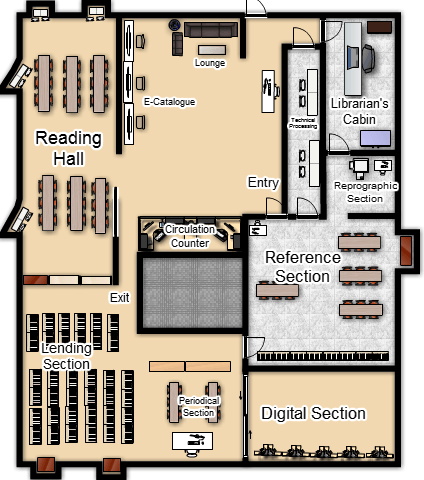 Lounge
E-Catalogue
Librarian's
Cabin
Technical
Processing
Reading
Hall
Entry
Reprographic
Section
Circulation
Counter
Reference
Section
Exit
Lending
Section
Periodical
Section
Digital Section